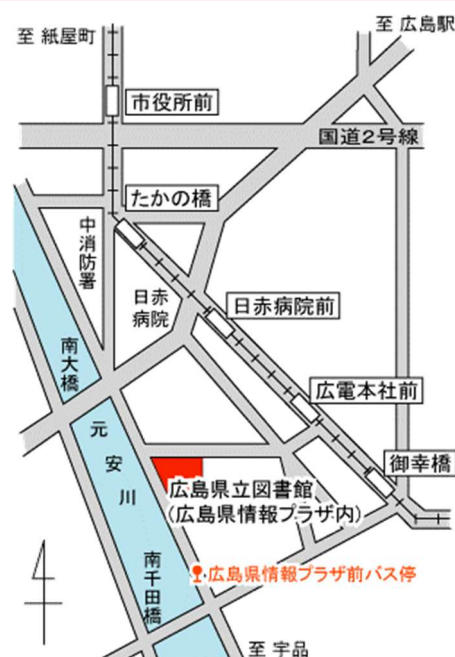 至 紙屋町
至 広島駅
市役所前
国道2号線
たかの橋
中消防署
日赤
病院
日赤病院前
南大橋
広電本社前
元安川
御幸橋
広島県立図書館
(広島県情報プラザ内)
南千田橋
広島県情報プラザ前バス停
至 宇品